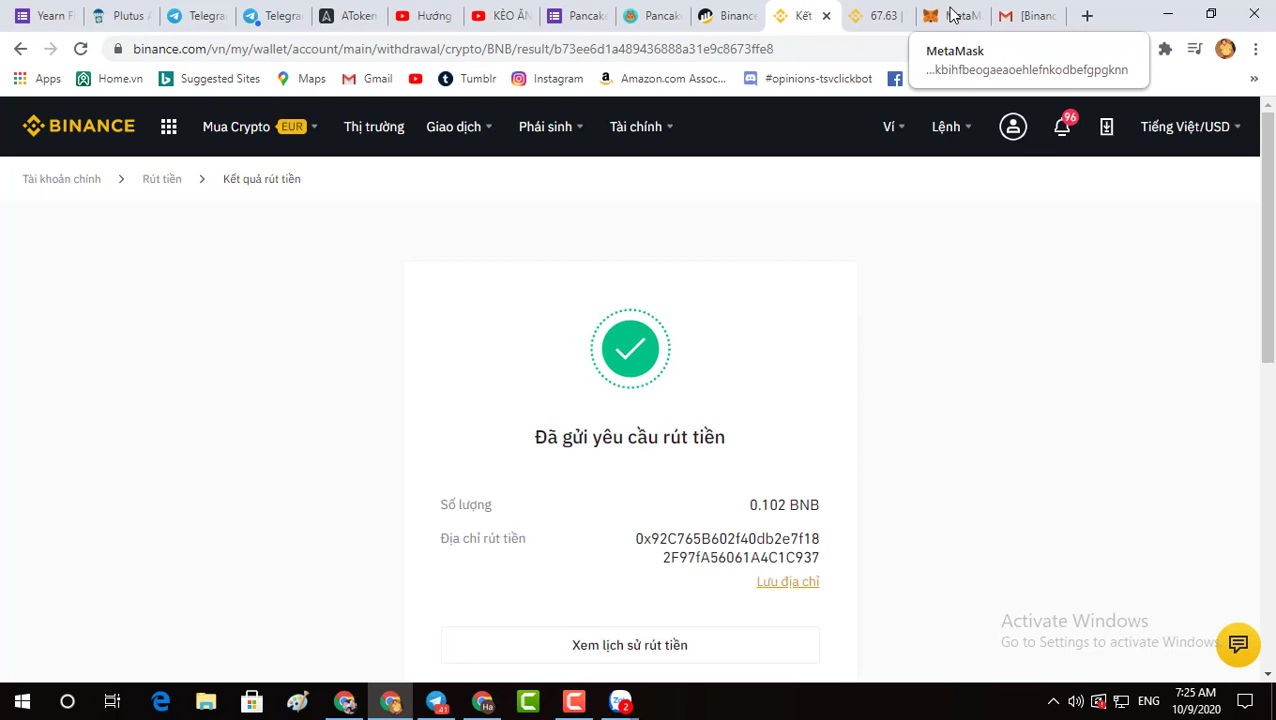 Yearn F
Plutus A
Telegra
Telegra
AToken
Hướng
KÈO ĂN
Pancak
Pancak
Binanc
Kết
67.63 |
MetaM
[Binanc
binance.com/vn/my/wallet/account/main/withdrawal/crypto/BNB/result/b73ee6d1a489436888a31e9c8673ffe8
MetaMask
...kbihfbeogaeaoehlefnkodbefgpgknn
Apps
Home.vn
Suggested Sites
Maps
Gmail
Tumblr
Instagram
Amazon.com Assoc...
#opinions-tsvclickbot
BINANCE
Mua Crypto EUR
Thị trường
Giao dịch
Phái sinh
Tài chính
Ví
Lệnh
96
Tiếng Việt/USD
Tài khoản chính
Rút tiền
Kết quả rút tiền
Đã gửi yêu cầu rút tiền
Số lượng
0.102 BNB
Địa chỉ rút tiền
0x92C765B602f40db2e7f18
2F97fA56061A4C1C937
Lưu địa chỉ
Xem lịch sử rút tiền
Activate Windows
Go to Settings to activate Windows.
41
Ha
2
ENG
7:25 AM
10/9/2020